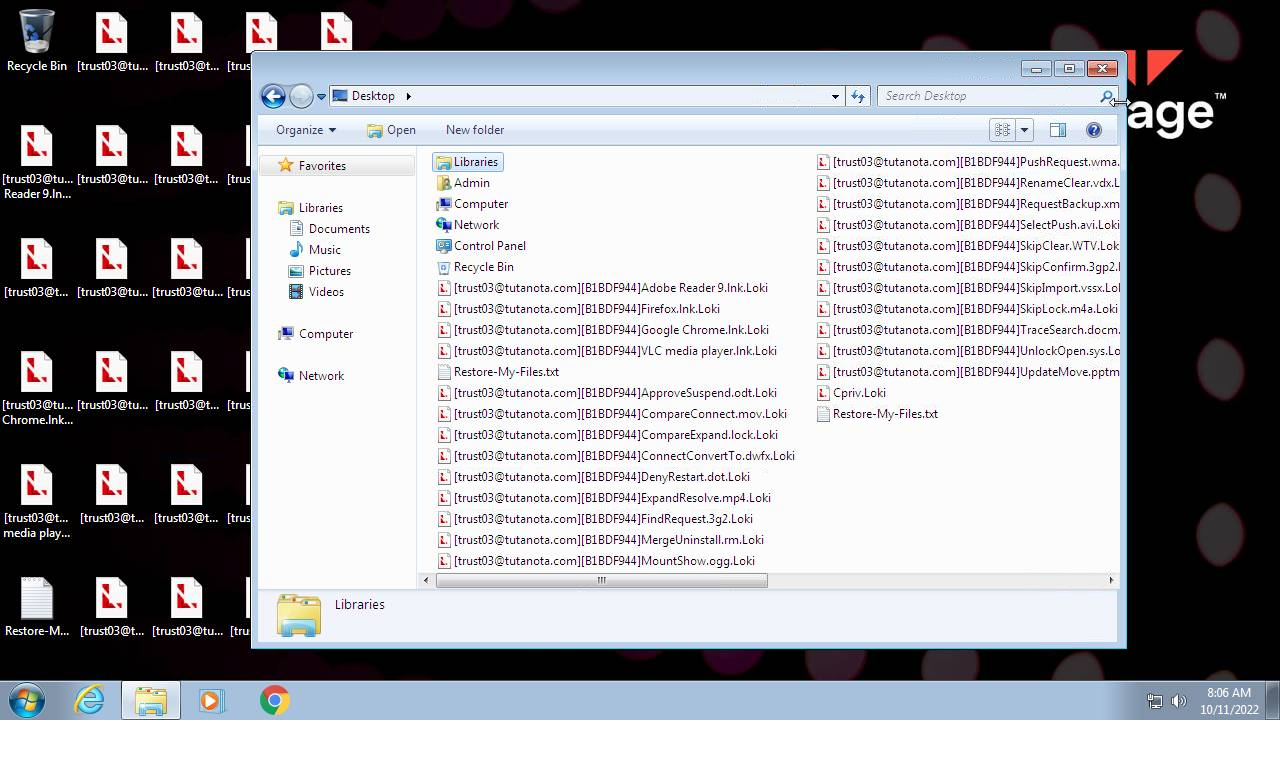 Recycle Bin
[trust03@tu...
[trust03@t...
[trus
age™
Desktop
Search Desktop
Organize
Open
New folder
[trust03@t...
Reader 9.ln...
[trust03@tu...
[trust03@t...
[trus
[trust03@t...
[trust03@tu...
[trust03@t...
[tru
[trust03@t...
Chrome.lnk...
[trust03@tu...
[trust03@t...
[tru
[trust03@t...
media play...
[trust03@t...
[trust03@tu...
[tru
Restore-M...
[trust03@t...
[trust03@tu...
[tru
Favorites
Libraries
Documents
Music
Pictures
Videos
Computer
Network
Libraries
Admin
Computer
Network
Control Panel
Recycle Bin
[trust03@tutanota.com][B1BDF944]Adobe Reader 9.lnk.Loki
[trust03@tutanota.com][B1BDF944]Firefox.lnk.Loki
[trust03@tutanota.com][B1BDF944]Google Chrome.lnk.Loki
[trust03@tutanota.com][B1BDF944]VLC media player.lnk.Loki
Restore-My-Files.txt
[trust03@tutanota.com][B1BDF944]ApproveSuspend.odt.Loki
[trust03@tutanota.com][B1BDF944]CompareConnect.mov.Loki
[trust03@tutanota.com][B1BDF944]CompareExpand.lock.Loki
[trust03@tutanota.com][B1BDF944]ConnectConvertTo.dwfx.Loki
[trust03@tutanota.com][B1BDF944]DenyRestart.dot.Loki
[trust03@tutanota.com][B1BDF944]ExpandResolve.mp4.Loki
[trust03@tutanota.com][B1BDF944]FindRequest.3g2.Loki
[trust03@tutanota.com][B1BDF944]MergeUninstall.rm.Loki
[trust03@tutanota.com][B1BDF944]MountShow.ogg.Loki
[trust03@tutanota.com][B1BDF944]PushRequest.wma.
[trust03@tutanota.com][B1BDF944]RenameClear.vdx.L
[trust03@tutanota.com][B1BDF944]RequestBackup.xm
[trust03@tutanota.com][B1BDF944]SelectPush.avi.Loki
[trust03@tutanota.com][B1BDF944]SkipClear.WTV.Lok
[trust03@tutanota.com][B1BDF944]SkipConfirm.3gp2.l
[trust03@tutanota.com][B1BDF944]SkipImport.vssx.Lo
[trust03@tutanota.com][B1BDF944]SkipLock.m4a.Loki
[trust03@tutanota.com][B1BDF944]TraceSearch.docm.
[trust03@tutanota.com][B1BDF944]UnlockOpen.sys.Lo
[trust03@tutanota.com][B1BDF944]UpdateMove.pptm
Cpriv.Loki
Restore-My-Files.txt
Libraries
8:06 AM
10/11/2022